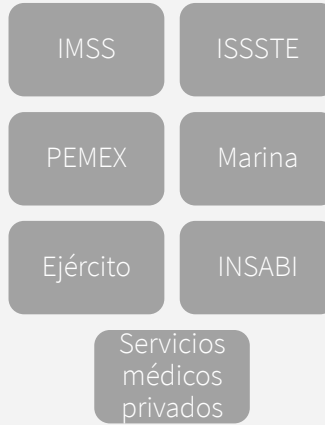 IMSS
ISSSTE
PEMEX
Marina
Ejército
INSABI
Servicios
médicos
privados